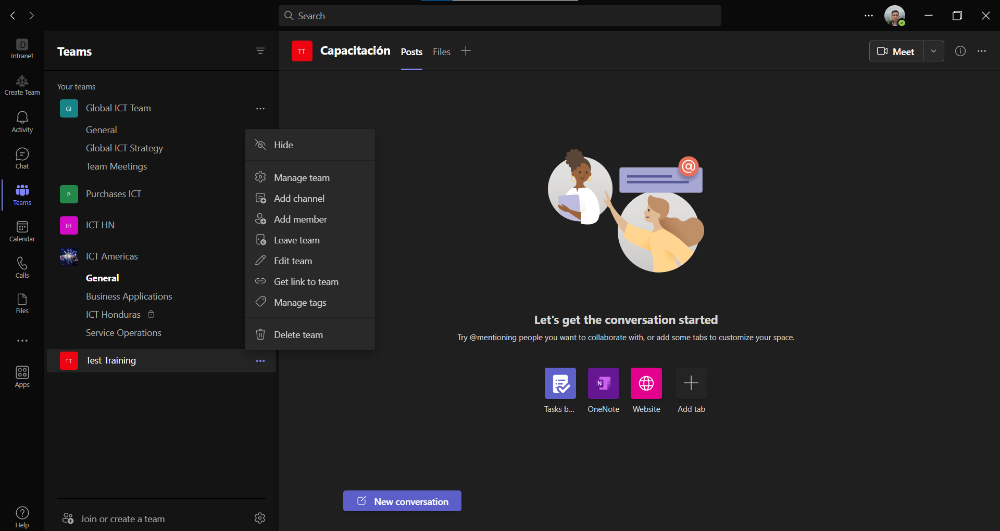 Search
iD
Intranet
Create Team
Activity
Chat
Teams
Calendar
Calls
Files
Apps
Help
Teams
Your teams
GI Global ICT Team
General
Global ICT Strategy
Team Meetings
P Purchases ICT
IH ICT HN
ICT Americas
General
Business Applications
ICT Honduras
Service Operations
TT Test Training
Join or create a team
Hide
Manage team
Add channel
Add member
Leave team
Edit team
Get link to team
Manage tags
Delete team
TT Capacitación Posts Files
Meet
@
Let's get the conversation started
Try @mentioning people you want to collaborate with, or add some tabs to customize your space.
N
Tasks b... OneNote Website Add tab
New conversation